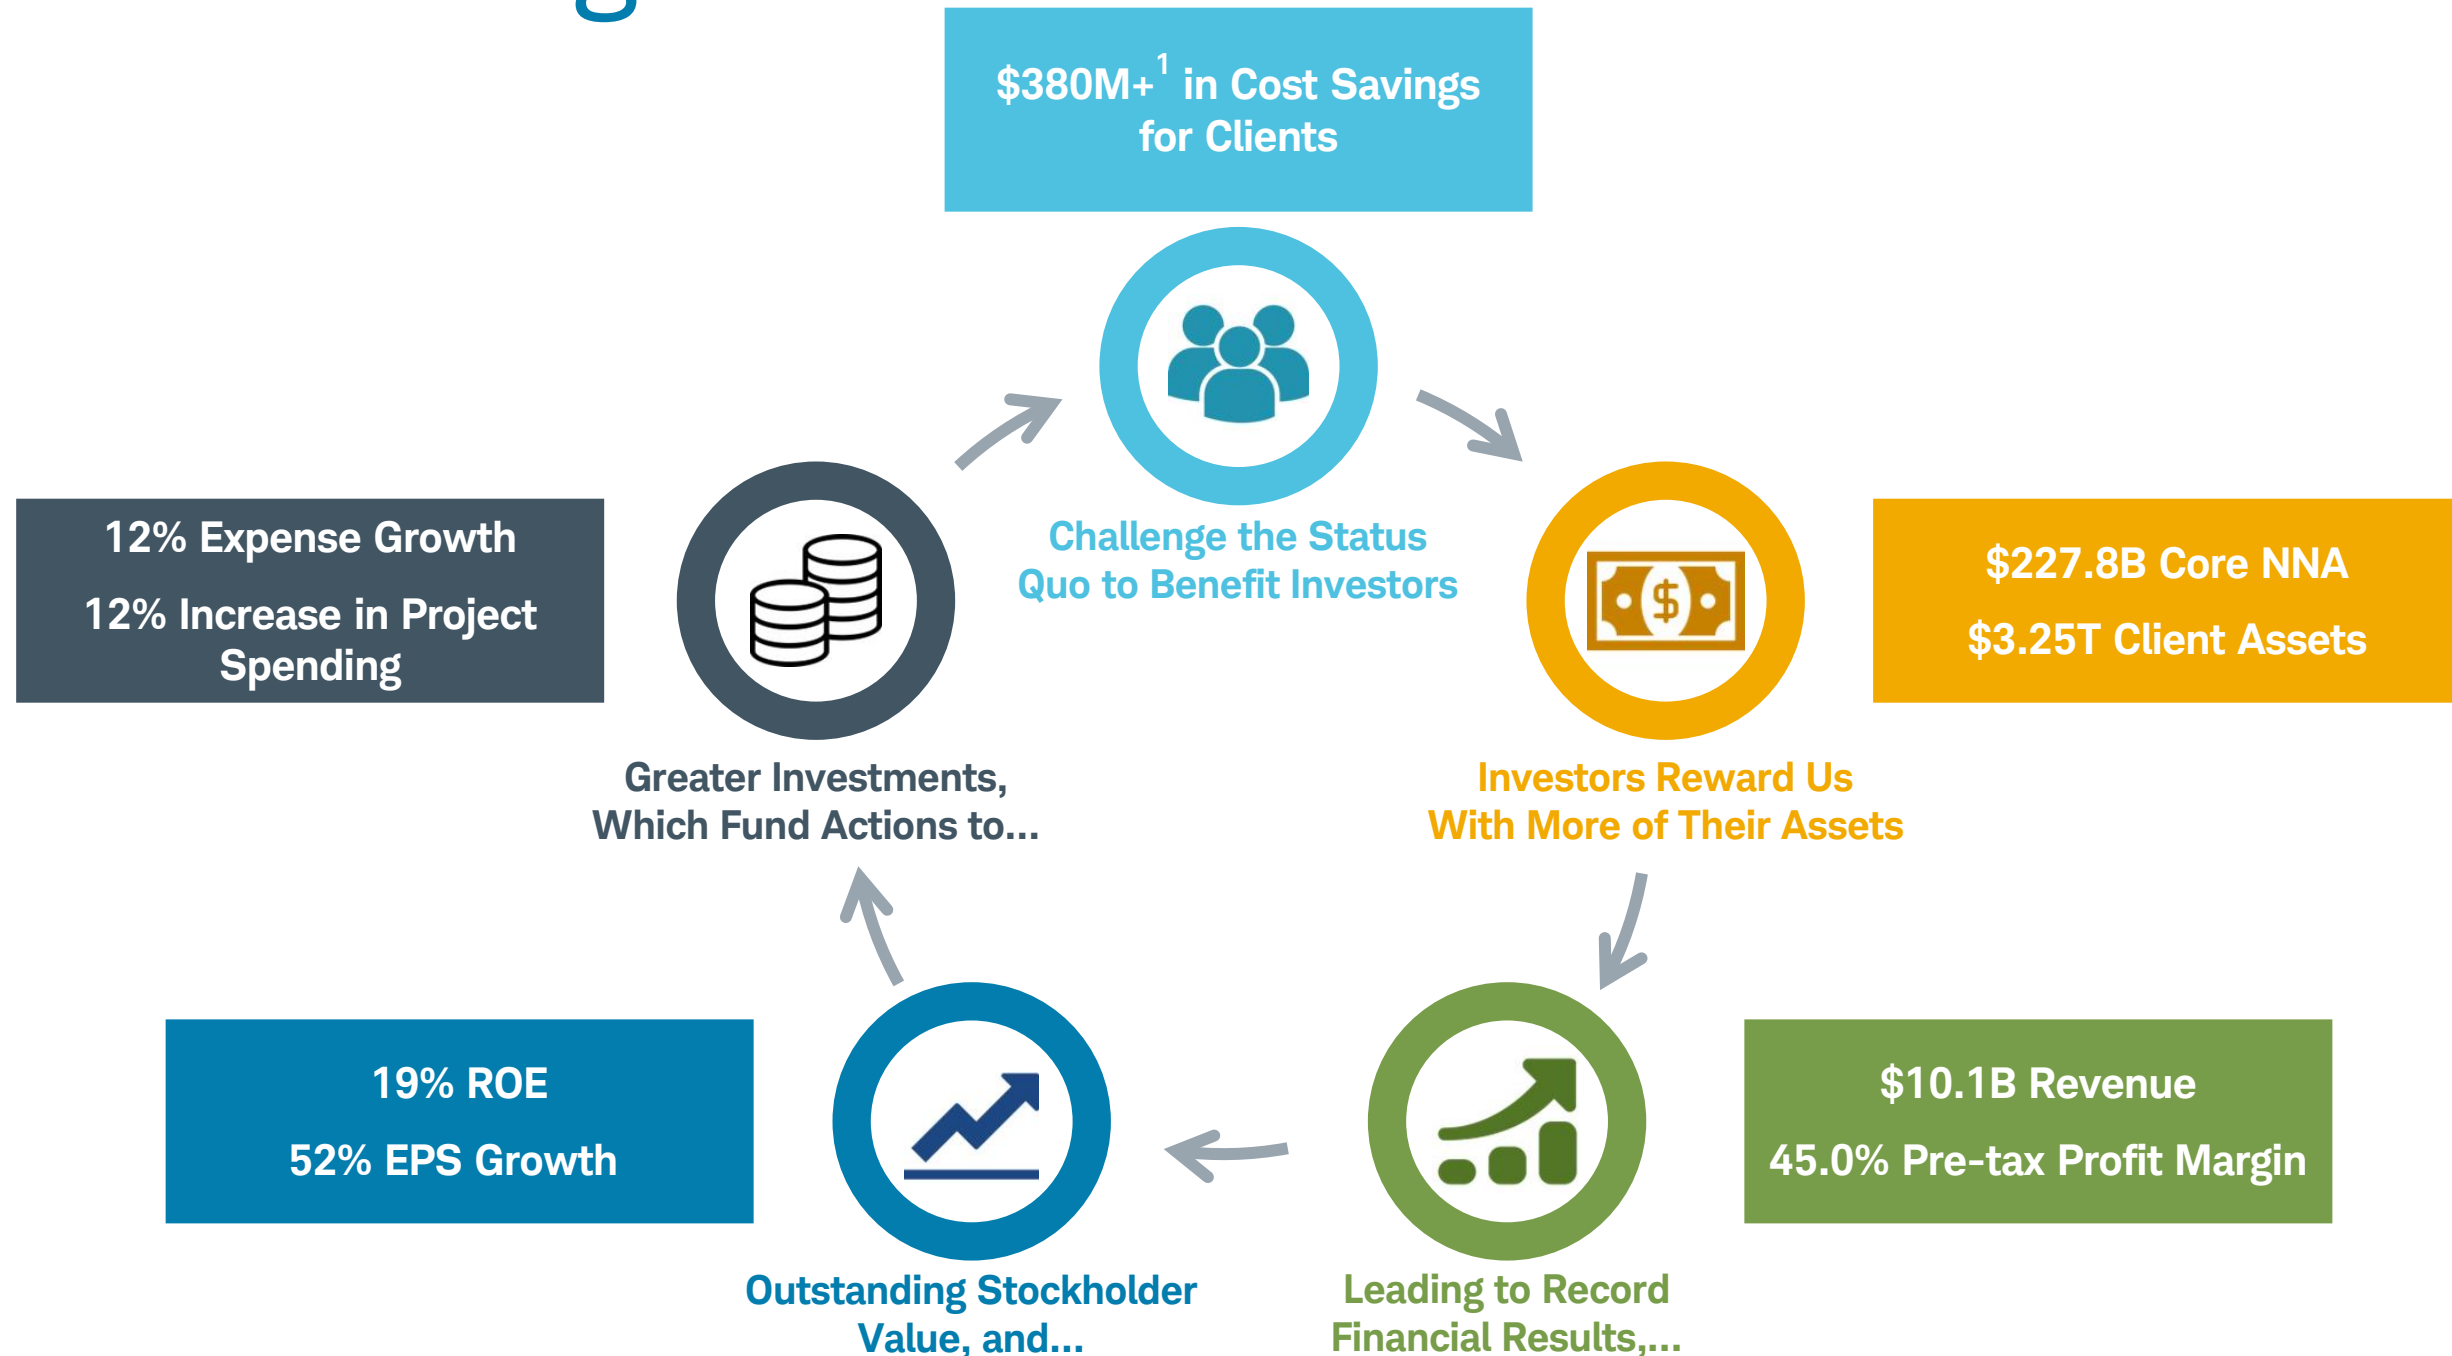 $380M+1 in Cost Savings
for Clients
Challenge the Status
Quo to Benefit Investors
$227.8B Core NNA
$3.25T Client Assets
Investors Reward Us
With More of Their Assets
$10.1B Revenue
45.0% Pre-tax Profit Margin
Leading to Record
Financial Results,...
19% ROE
52% EPS Growth
Outstanding Stockholder
Value, and...
12% Expense Growth
12% Increase in Project
Spending
Greater Investments,
Which Fund Actions to...